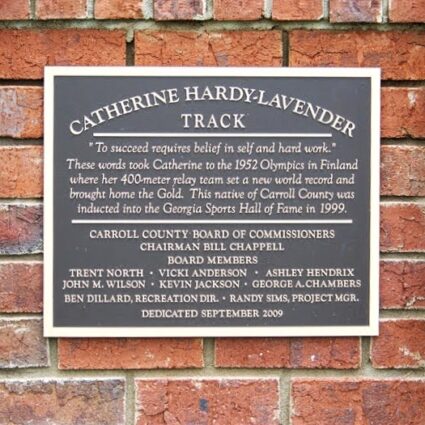 CATHERINE HARDY-LAVENDER
TRACK
"To succeed requires belief in self and hard work."
These words took Catherine to the 1952 Olympics in Finland
where her 400-meter relay team set a new world record and
brought home the Gold. This native of Carroll County was
inducted into the Georgia Sports Hall of Fame in 1999.
CARROLL COUNTY BOARD OF COMMISSIONERS
CHAIRMAN BILL CHAPPELL
BOARD MEMBERS
TRENT NORTH • VICKI ANDERSON • ASHLEY HENDRIX
JOHN M. WILSON • KEVIN JACKSON • GEORGE A. CHAMBERS
BEN DILLARD, RECREATION DIR. • RANDY SIMS, PROJECT MGR.
DEDICATED SEPTEMBER 2009